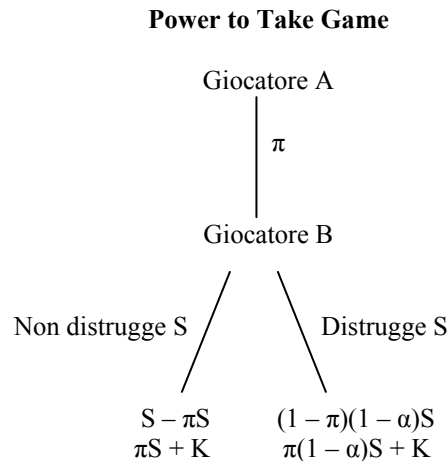 Power to Take Game
Giocatore A
π
Giocatore B
Non distrugge S
Distrugge S
S – πS
(1 – π)(1 – α)S
πS + K
π(1 – α)S + K